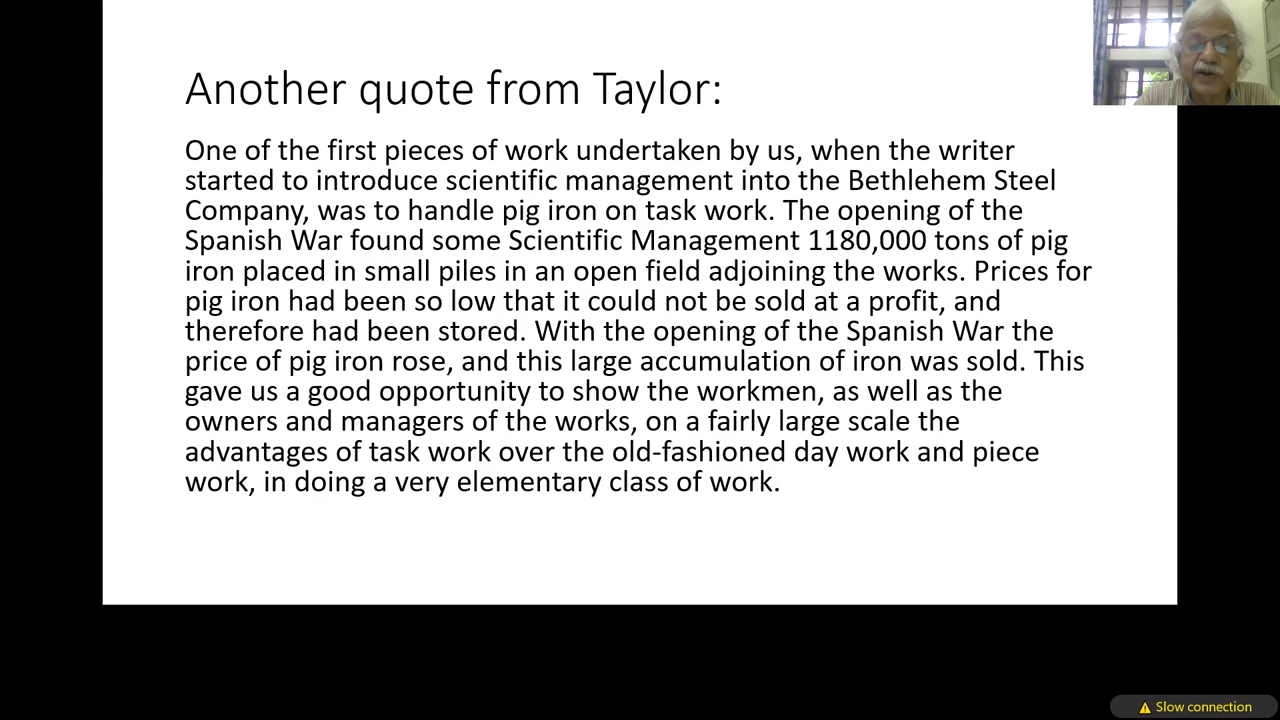 Another quote from Taylor:
One of the first pieces of work undertaken by us, when the writer
started to introduce scientific management into the Bethlehem Steel
Company, was to handle pig iron on task work. The opening of the
Spanish War found some Scientific Management 1180,000 tons of pig
iron placed in small piles in an open field adjoining the works. Prices for
pig iron had been so low that it could not be sold at a profit, and
therefore had been stored. With the opening of the Spanish War the
price of pig iron rose, and this large accumulation of iron was sold. This
gave us a good opportunity to show the workmen, as well as the
owners and managers of the works, on a fairly large scale the
advantages of task work over the old-fashioned day work and piece
work, in doing a very elementary class of work.
Slow connection